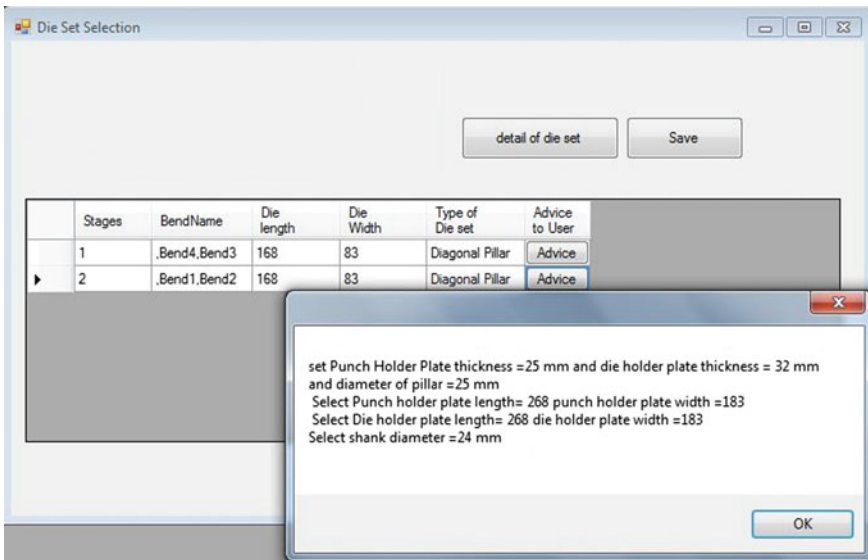 Die Set Selection
detail of die set Save
Stages BendName Die length Die Width Type of Die set Advice to User
1 ,Bend4,Bend3 168 83 Diagonal Pillar Advice
2 ,Bend1,Bend2 168 83 Diagonal Pillar Advice
set Punch Holder Plate thickness =25 mm and die holder plate thickness = 32 mm
and diameter of pillar =25 mm
Select Punch holder plate length= 268 punch holder plate width =183
Select Die holder plate length= 268 die holder plate width =183
Select shank diameter =24 mm
OK